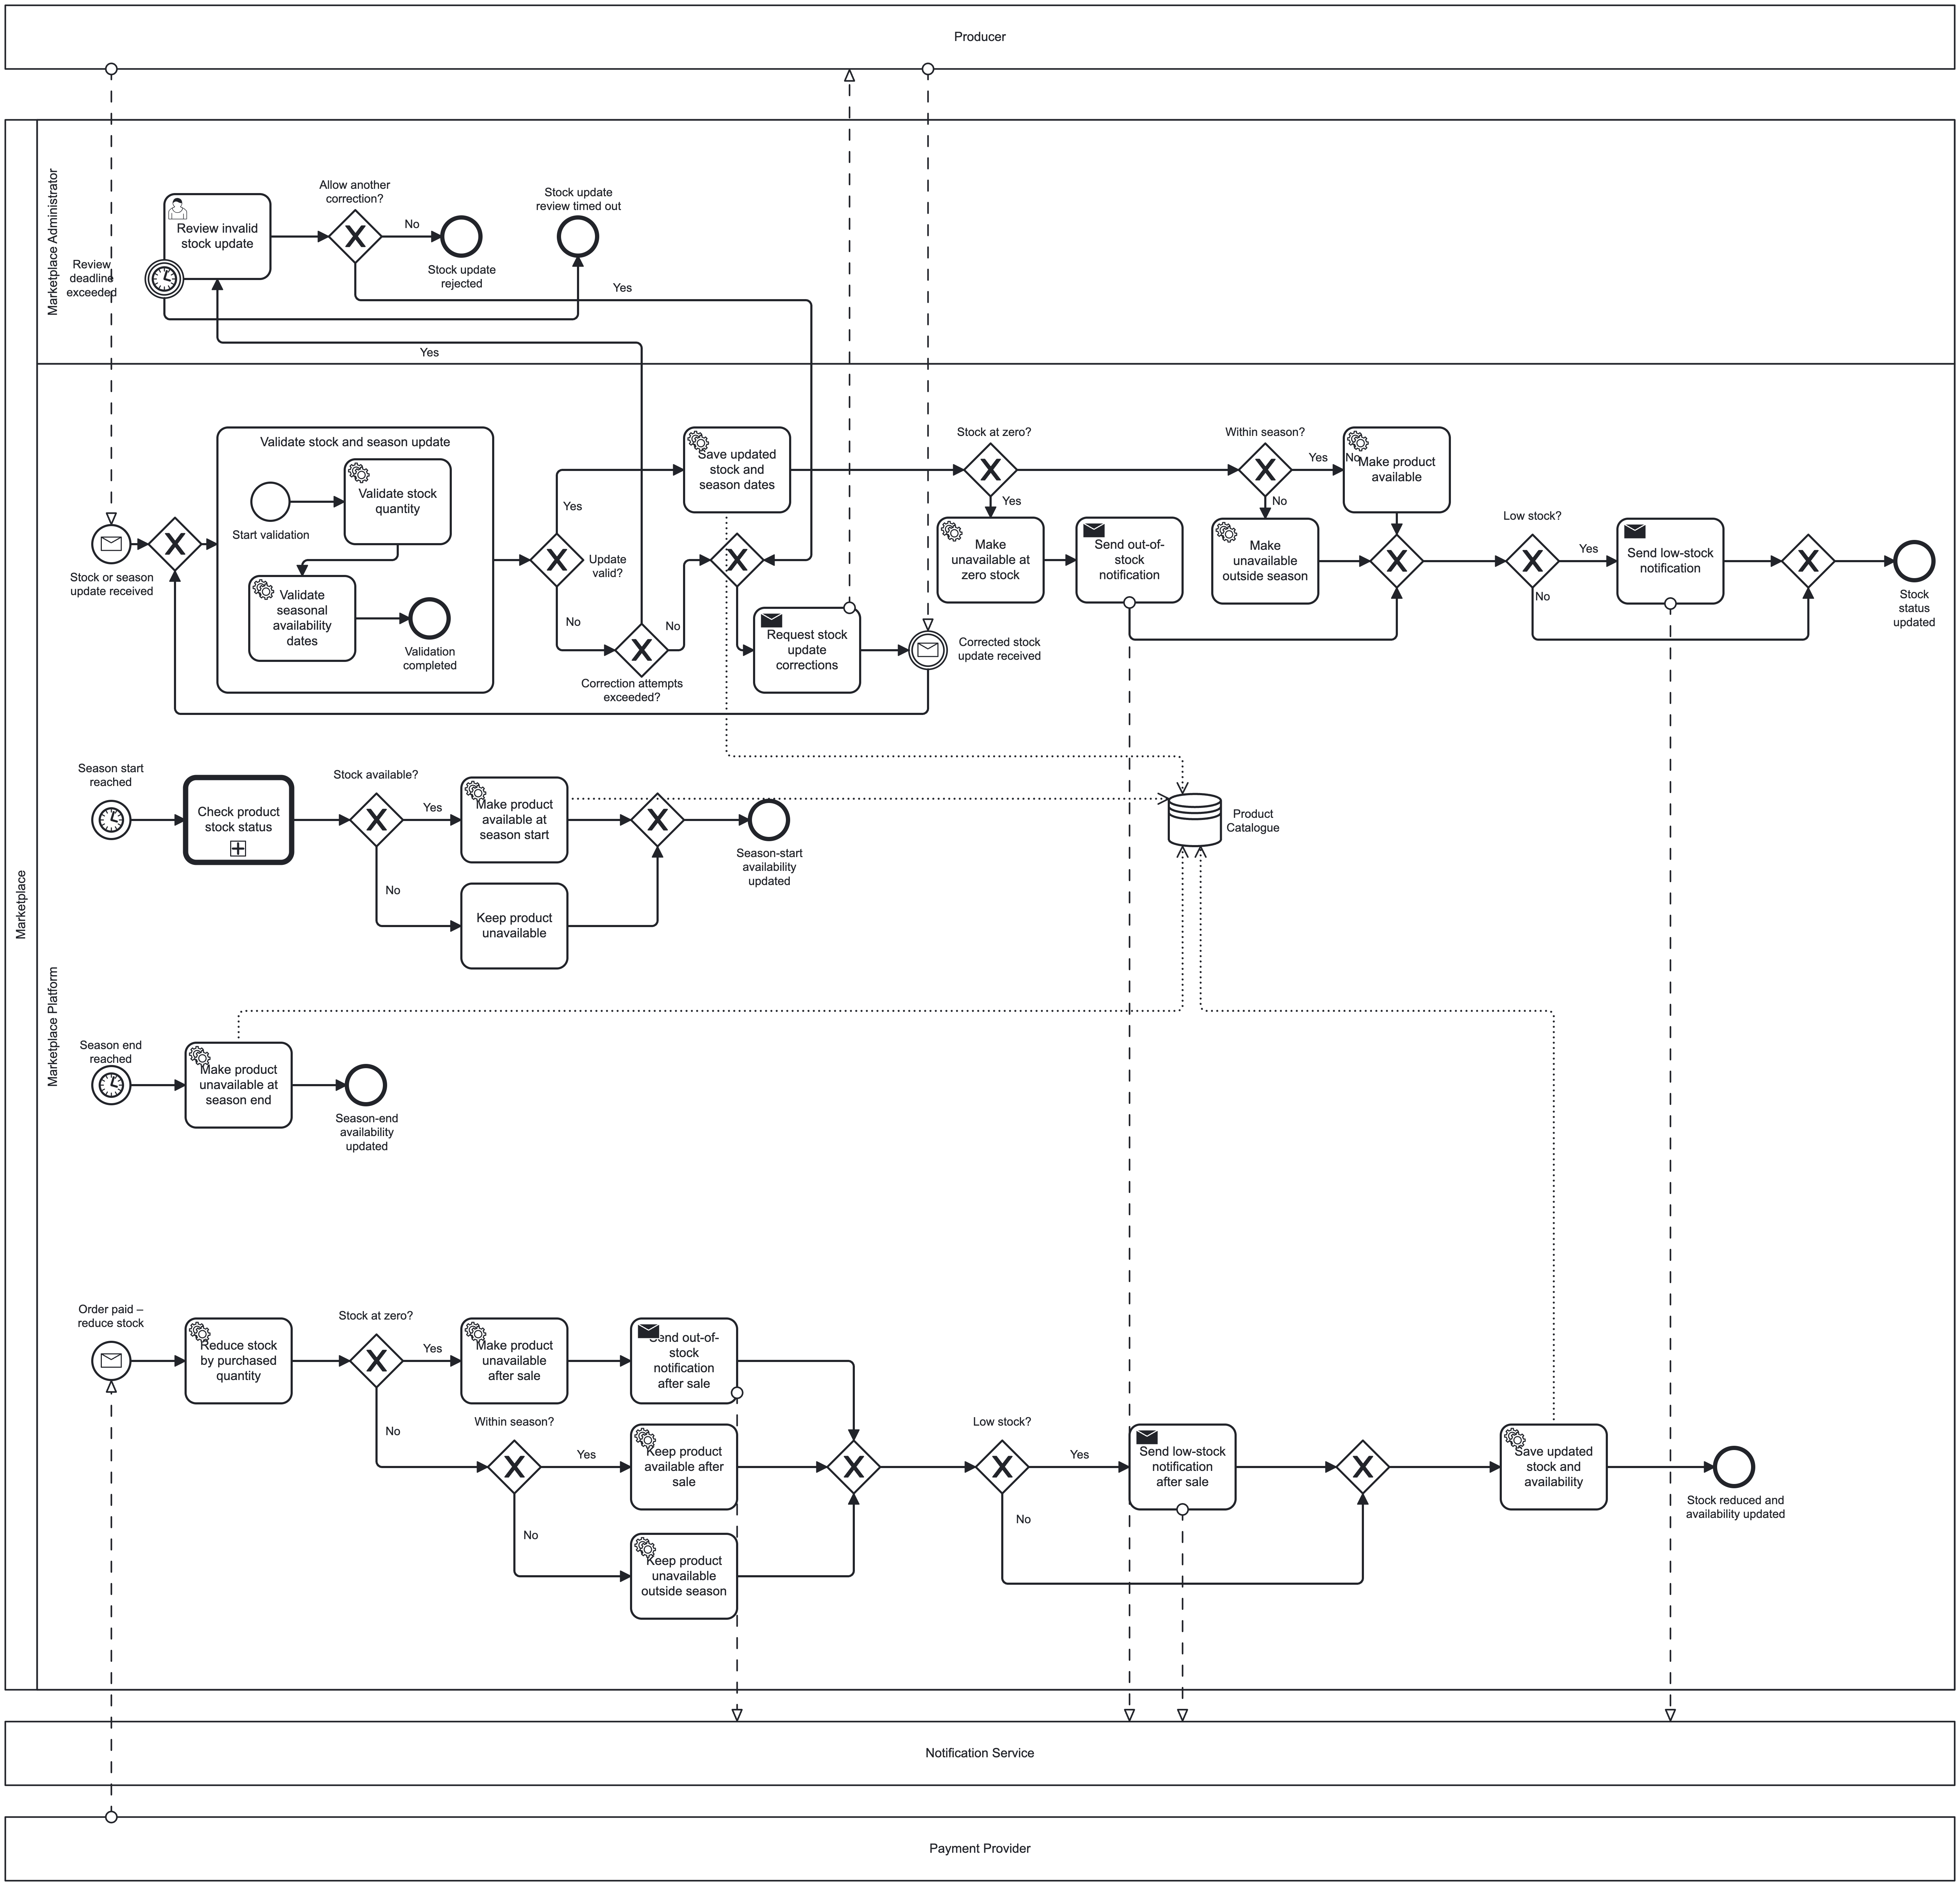 Producer
Marketplace
Marketplace Administrator
Review invalid
stock update
Review
deadline
exceeded
Allow another
correction?
No
Stock update
rejected
Stock update
review timed out
Yes
Yes
Marketplace Platform
Stock or season
update received
Validate stock and season update
Start validation
Validate stock
quantity
Validate
seasonal
availability
dates
Validation
completed
Update
valid?
Yes
No
Correction attempts
exceeded?
No
Save updated
stock and
season dates
Request stock
update
corrections
Corrected stock
update received
Stock at zero?
Yes
No
Make
unavailable at
zero stock
Send out-of-
stock
notification
Within season?
Yes
No
Make product
available
Make
unavailable
outside season
Low stock?
Yes
No
Send low-stock
notification
Stock
status
updated
Season start
reached
Check product
stock status
Stock available?
Yes
No
Make product
available at
season start
Keep product
unavailable
Season-start
availability
updated
Product
Catalogue
Season end
reached
Make product
unavailable at
season end
Season-end
availability
updated
Order paid –
reduce stock
Reduce stock
by purchased
quantity
Stock at zero?
Yes
No
Make product
unavailable
after sale
Send out-of-
stock
notification
after sale
Within season?
Yes
No
Keep product
available after
sale
Keep product
unavailable
outside season
Low stock?
Yes
No
Send low-stock
notification
after sale
Save updated
stock and
availability
Stock reduced and
availability updated
Notification Service
Payment Provider